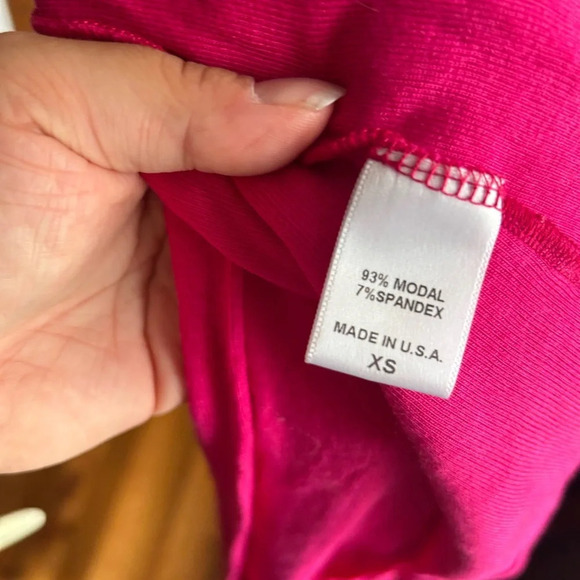 93% MODAL
7%SPANDEX
MADE IN U.S.A.
XS